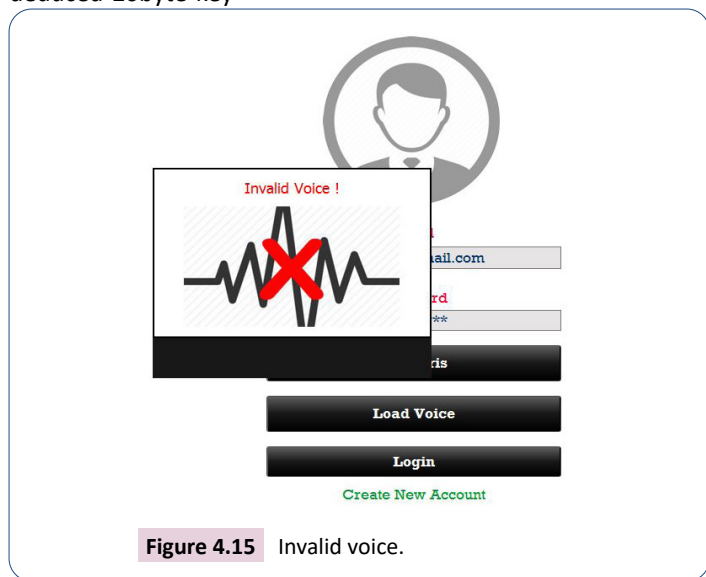 Invalid Voice !
ail.com
rd
**
ris
Load Voice
Login
Create New Account
Figure 4.15 Invalid voice.